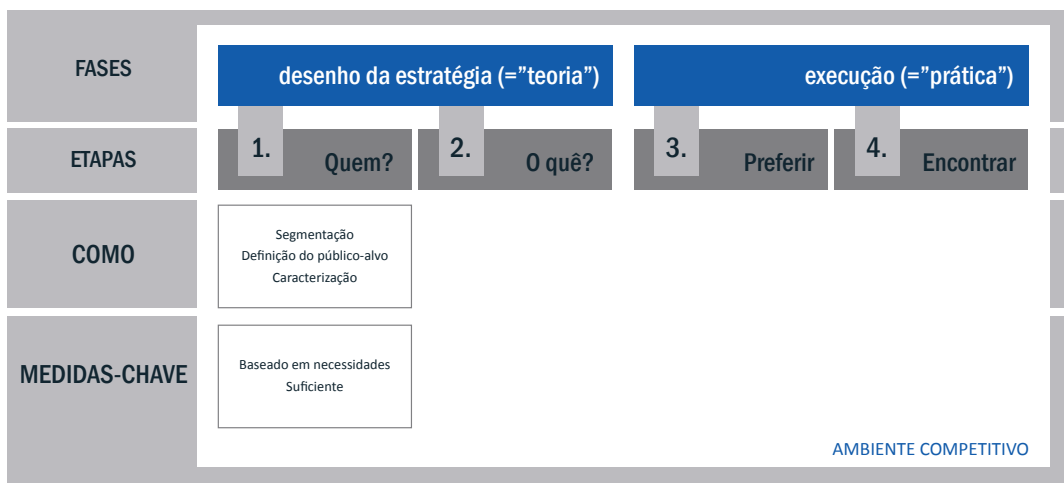 FASES
desenho da estratégia (=”teoria”)
execução (=”prática”)
ETAPAS
1. Quem?
2. O quê?
3. Preferir
4. Encontrar
COMO
Segmentação
Definição do público-alvo
Caracterização
MEDIDAS-CHAVE
Baseado em necessidades
Suficiente
AMBIENTE COMPETITIVO